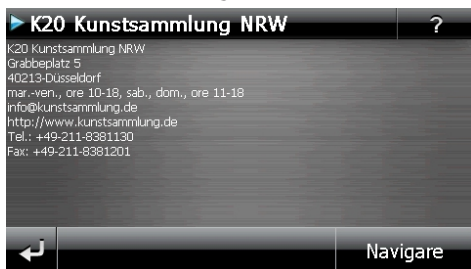 K20 Kunstsammlung NRW ?
K20 Kunstsammlung NRW
Grabbeplatz 5
40213-Düsseldorf
mar.-ven., ore 10-18, sab., dom., ore 11-18
info@kunstsammlung.de
http://www.kunstsammlung.de
Tel.: +49-211-8381130
Fax: +49-211-8381201
Navigare